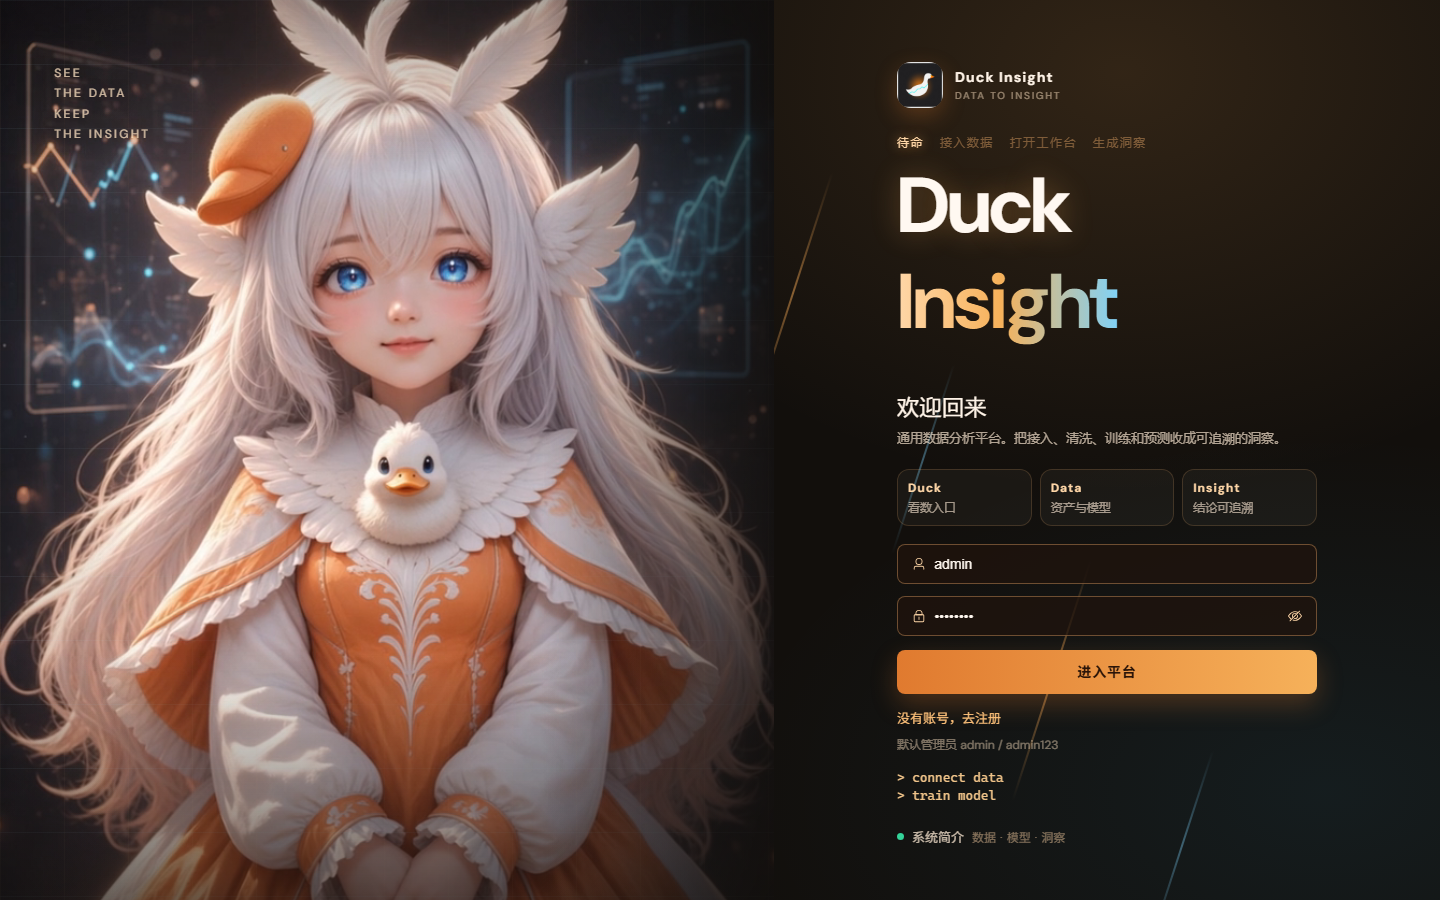 SEE
THE DATA
KEEP
THE INSIGHT
Duck Insight
DATA TO INSIGHT
待命 接入数据 打开工作台 生成洞察
Duck
Insight
欢迎回来
通用数据分析平台。把接入、清洗、训练和预测收成可追溯的洞察。
Duck Data Insight
看数入口 资产与模型 结论可追溯
admin
••••••••
进入平台
没有账号，去注册
默认管理员 admin / admin123
> connect data
> train model
系统简介 数据 · 模型 · 洞察